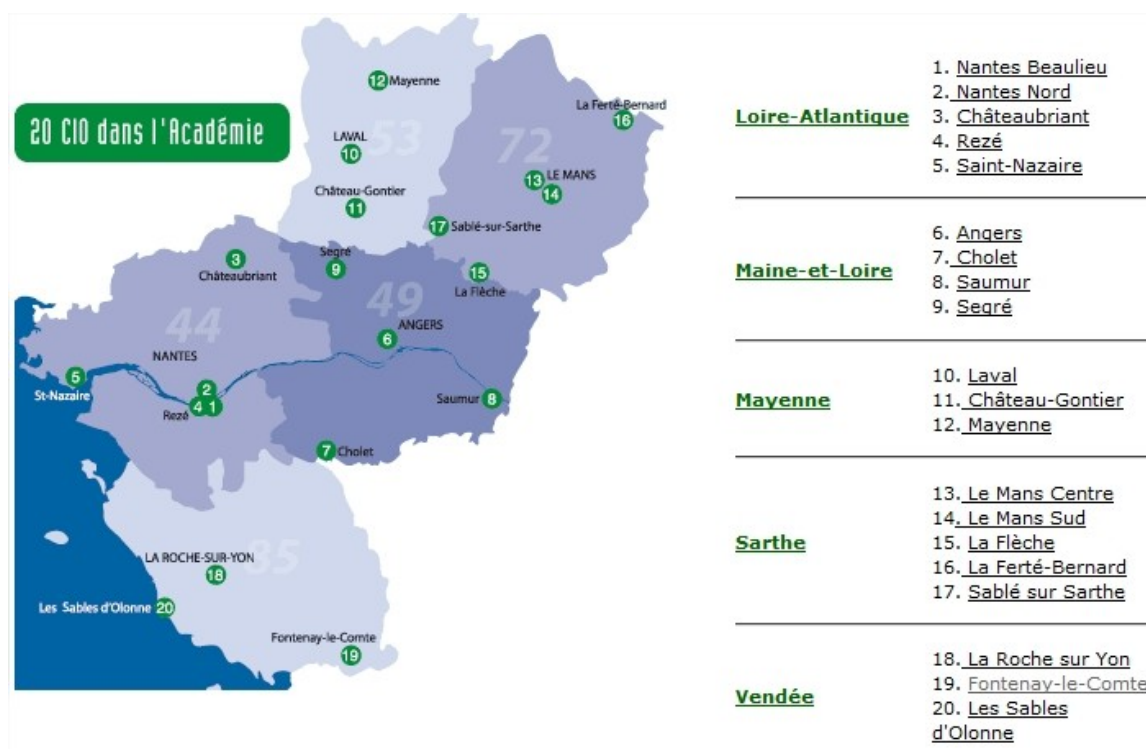 20 CIO dans l'Académie
12 Mayenne
53
LAVAL
10
Château-Gontier
11
La Ferté-Bernard
16
72
13 LE MANS
14
17 Sablé-sur-Sarthe
3
Châteaubriant
Segré
9
15
La Flèche
49
ANGERS
6
44
NANTES
5
St-Nazaire
2
Rezé 4 1
Saumur 8
7 Cholet
85
LA ROCHE-SUR-YON
18
Les Sables d'Olonne 20
Fontenay-le-Comte
19
Loire-Atlantique
1. Nantes Beaulieu
2. Nantes Nord
3. Châteaubriant
4. Rezé
5. Saint-Nazaire
Maine-et-Loire
6. Angers
7. Cholet
8. Saumur
9. Segré
Mayenne
10. Laval
11. Château-Gontier
12. Mayenne
Sarthe
13. Le Mans Centre
14. Le Mans Sud
15. La Flèche
16. La Ferté-Bernard
17. Sablé sur Sarthe
Vendée
18. La Roche sur Yon
19. Fontenay-le-Comte
20. Les Sables
d'Olonne